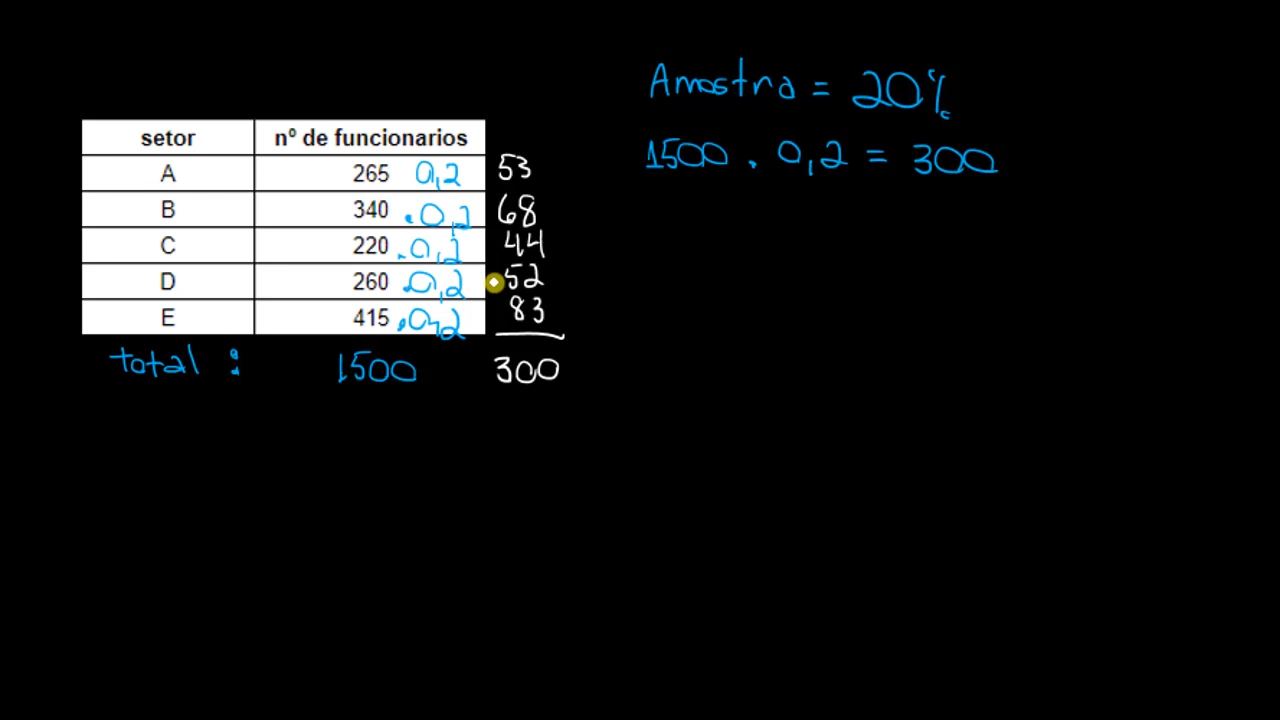 Amostra = 20%
1500 . 0,2 = 300
setor nº de funcionarios
A 265 0,2 53
B 340 .0,2 68
C 220 .0,2 44
D 260 .0,2 52
E 415 .0,2 83
total : 1500 300